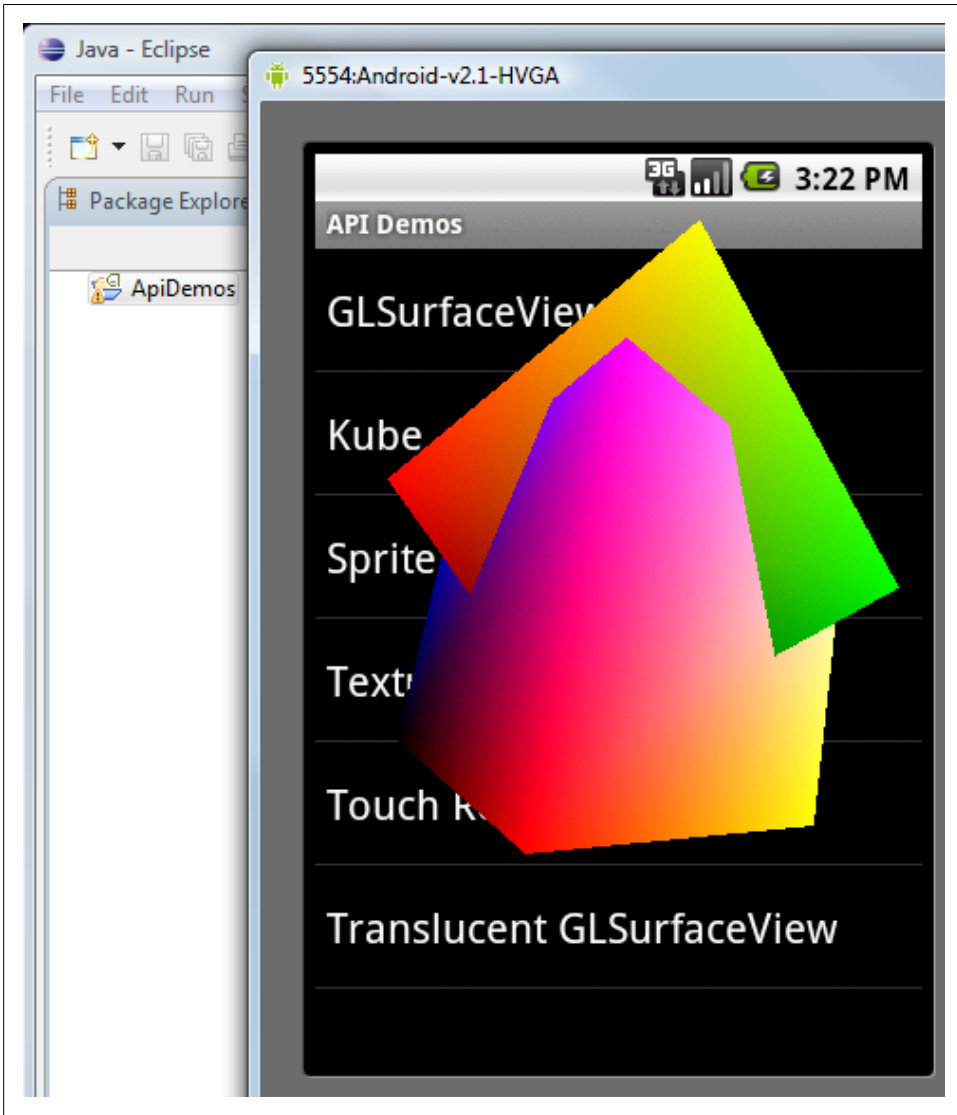 Java - Eclipse
5554:Android-v2.1-HVGA
File Edit Run
3G 3:22 PM
Package Explore
API Demos
ApiDemos
GLSurfaceView
Kube
Sprite
Text
Touch R
Translucent GLSurfaceView